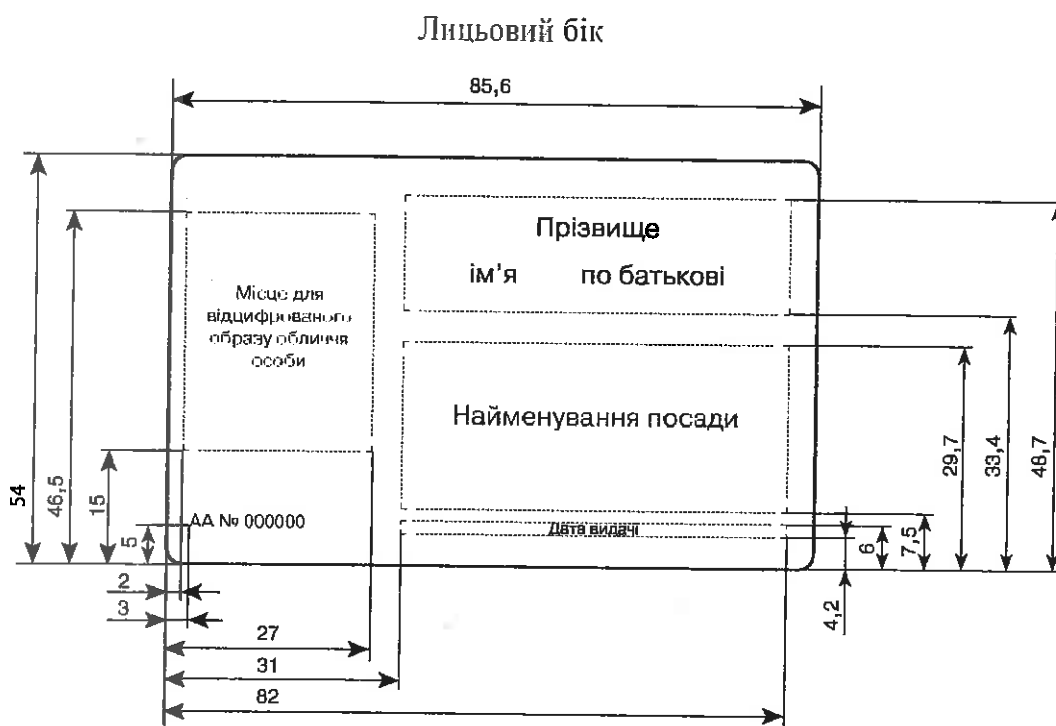 Лицьовий бік
85,6
Прізвище
ім'я по батькові
Місце для
відцифрованого
образу обличчя
особи
Найменування посади
АА № 000000
Дата видачі
54
46,5
15
5
2
3
27
31
82
4,2
6
7,5
29,7
33,4
48,7